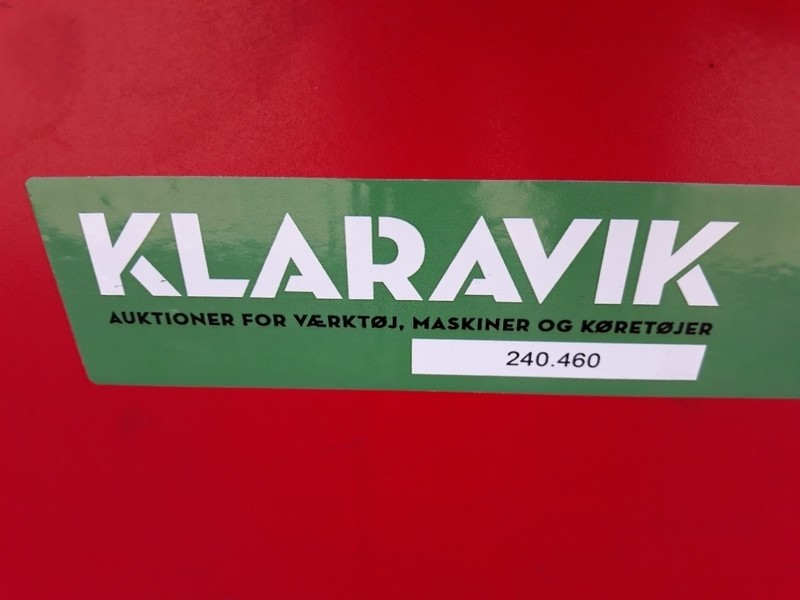 KLARAVIK
AUKTIONER FOR VÆRKTØJ, MASKINER OG KØRETØJER
240.460